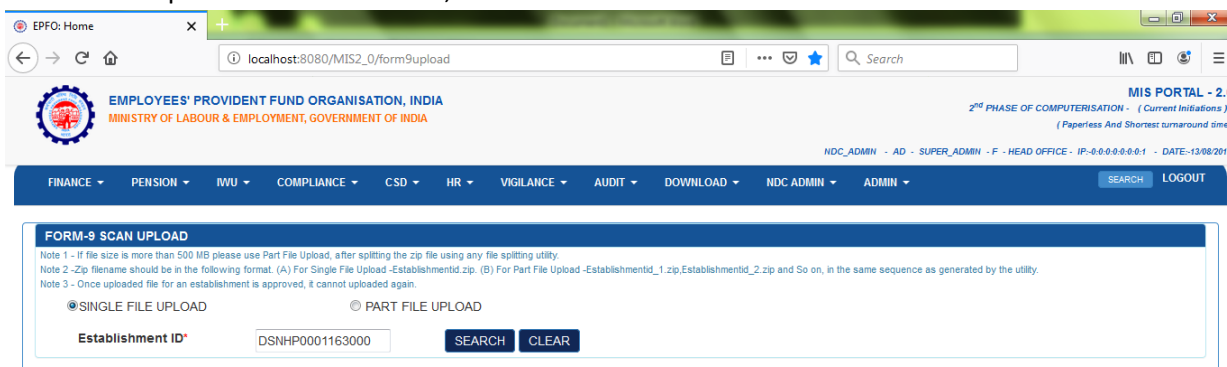 EPFO: Home
localhost:8080/MIS2_0/form9upload
Search
EMPLOYEES' PROVIDENT FUND ORGANISATION, INDIA
MINISTRY OF LABOUR & EMPLOYMENT, GOVERNMENT OF INDIA
MIS PORTAL - 2.
2nd PHASE OF COMPUTERISATION - ( Current Initiations )
( Paperless And Shortest turnaround time
NDC_ADMIN - AD - SUPER_ADMIN - F - HEAD OFFICE - IP:-0:0:0:0:0:0:0:1 - DATE:-13/08/201
FINANCE PENSION IWU COMPLIANCE CSD HR VIGILANCE AUDIT DOWNLOAD NDC ADMIN ADMIN SEARCH LOGOUT
FORM-9 SCAN UPLOAD
Note 1 - If file size is more than 500 MB please use Part File Upload, after splitting the zip file using any file splitting utility.
Note 2 -Zip filename should be in the following format. (A) For Single File Upload -Establishmentid.zip. (B) For Part File Upload -Establishmentid_1.zip,Establishmentid_2.zip and So on, in the same sequence as generated by the utility.
Note 3 - Once uploaded file for an establishment is approved, it cannot uploaded again.
SINGLE FILE UPLOAD PART FILE UPLOAD
Establishment ID* DSNHP0001163000 SEARCH CLEAR